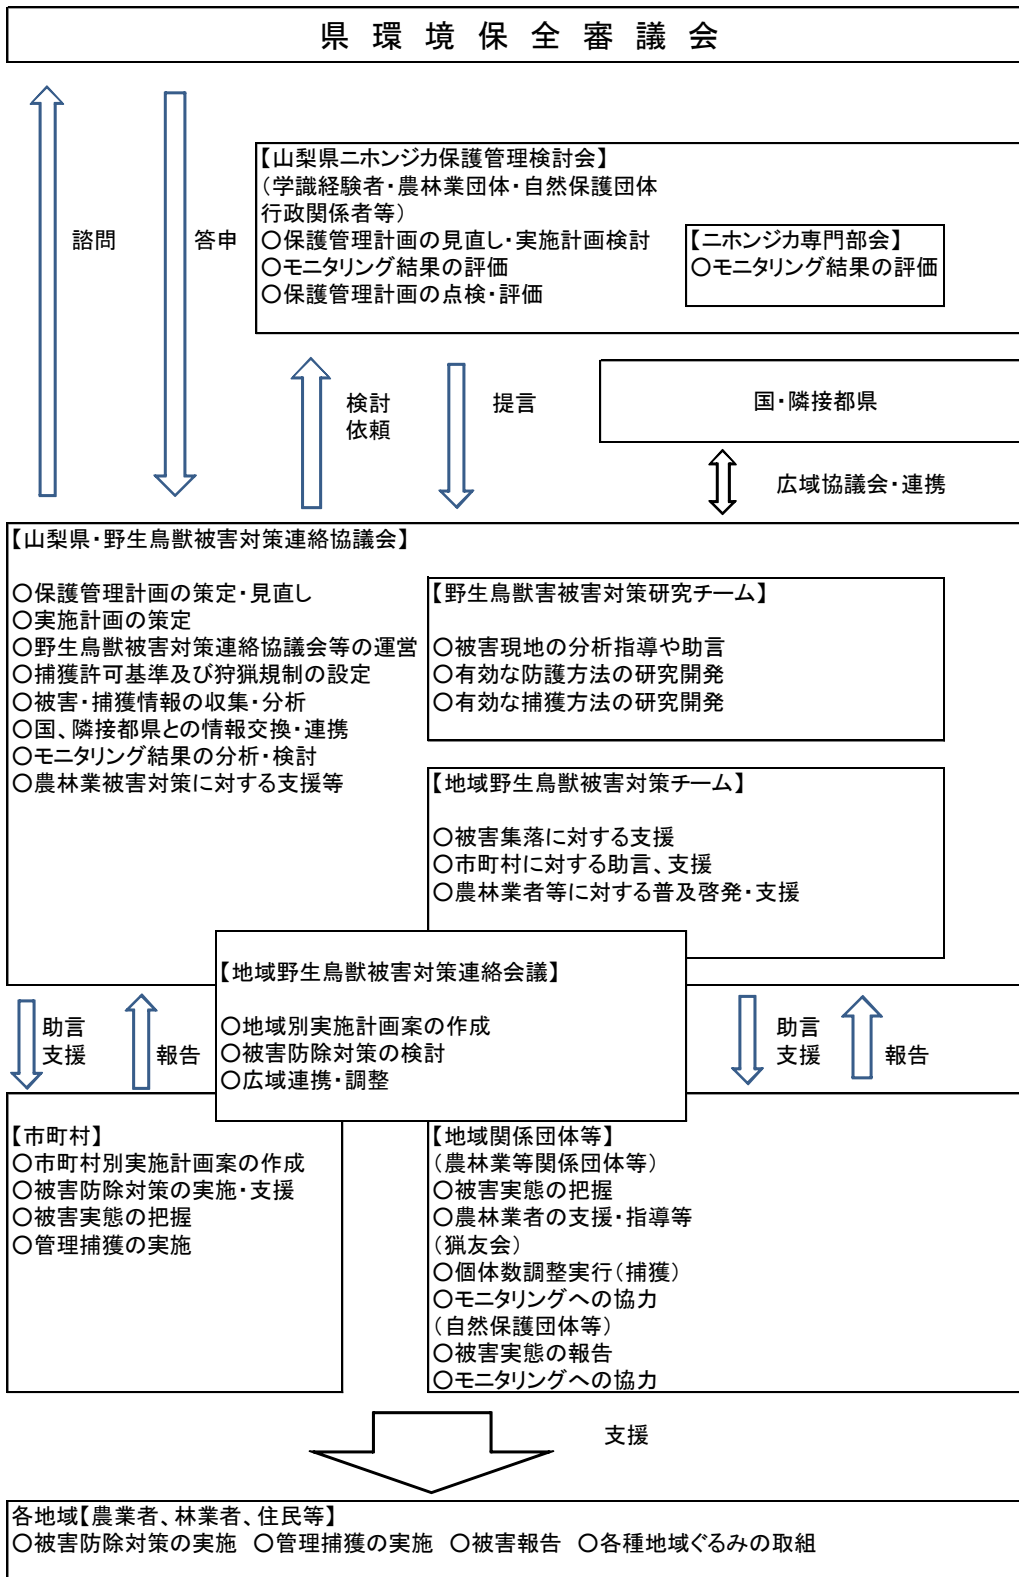 県環境保全審議会
諮問
答申
【山梨県ニホンジカ保護管理検討会】
（学識経験者・農林業団体・自然保護団体
行政関係者等）
○保護管理計画の見直し・実施計画検討
○モニタリング結果の評価
○保護管理計画の点検・評価
【ニホンジカ専門部会】
○モニタリング結果の評価
検討
依頼
提言
国・隣接都県
広域協議会・連携
【山梨県・野生鳥獣被害対策連絡協議会】
○保護管理計画の策定・見直し
○実施計画の策定
○野生鳥獣被害対策連絡協議会等の運営
○捕獲許可基準及び狩猟規制の設定
○被害・捕獲情報の収集・分析
○国、隣接都県との情報交換・連携
○モニタリング結果の分析・検討
○農林業被害対策に対する支援等
【野生鳥獣害被害対策研究チーム】
○被害現地の分析指導や助言
○有効な防護方法の研究開発
○有効な捕獲方法の研究開発
【地域野生鳥獣被害対策チーム】
○被害集落に対する支援
○市町村に対する助言、支援
○農林業者等に対する普及啓発・支援
【地域野生鳥獣被害対策連絡会議】
○地域別実施計画案の作成
○被害防除対策の検討
○広域連携・調整
助言
支援
報告
助言
支援
報告
【市町村】
○市町村別実施計画案の作成
○被害防除対策の実施・支援
○被害実態の把握
○管理捕獲の実施
【地域関係団体等】
（農林業等関係団体等）
○被害実態の把握
○農林業者の支援・指導等
（猟友会）
○個体数調整実行（捕獲）
○モニタリングへの協力
（自然保護団体等）
○被害実態の報告
○モニタリングへの協力
支援
各地域【農業者、林業者、住民等】
○被害防除対策の実施 ○管理捕獲の実施 ○被害報告 ○各種地域ぐるみの取組